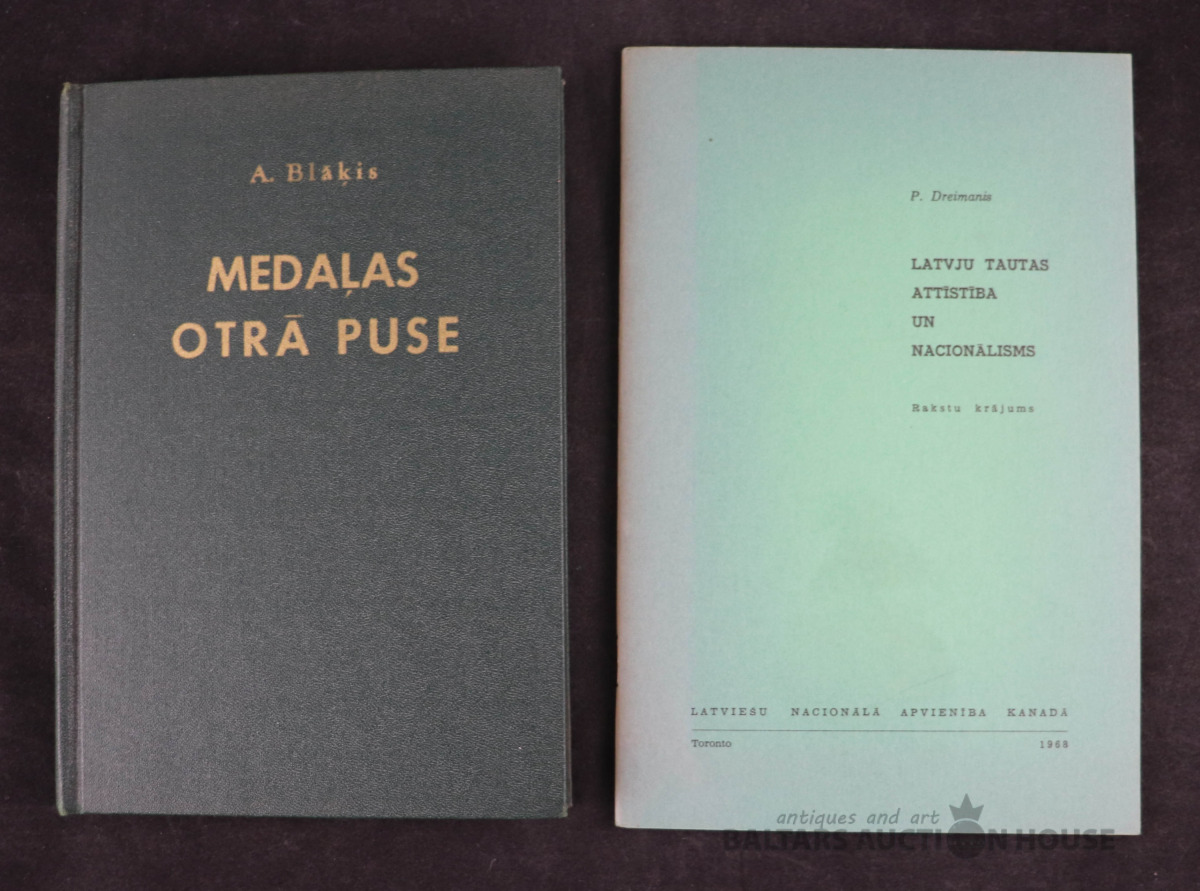 A. Blāķis
MEDAĻAS
OTRĀ PUSE
P. Dreimanis
LATVJU TAUTAS
ATTĪSTĪBA
UN
NACIONĀLISMS
Rakstu krājums
LATVIEŠU NACIONĀLĀ APVIENĪBA KANADĀ
Toronto 1968
antiques and art
BALTARS AUCTION HOUSE